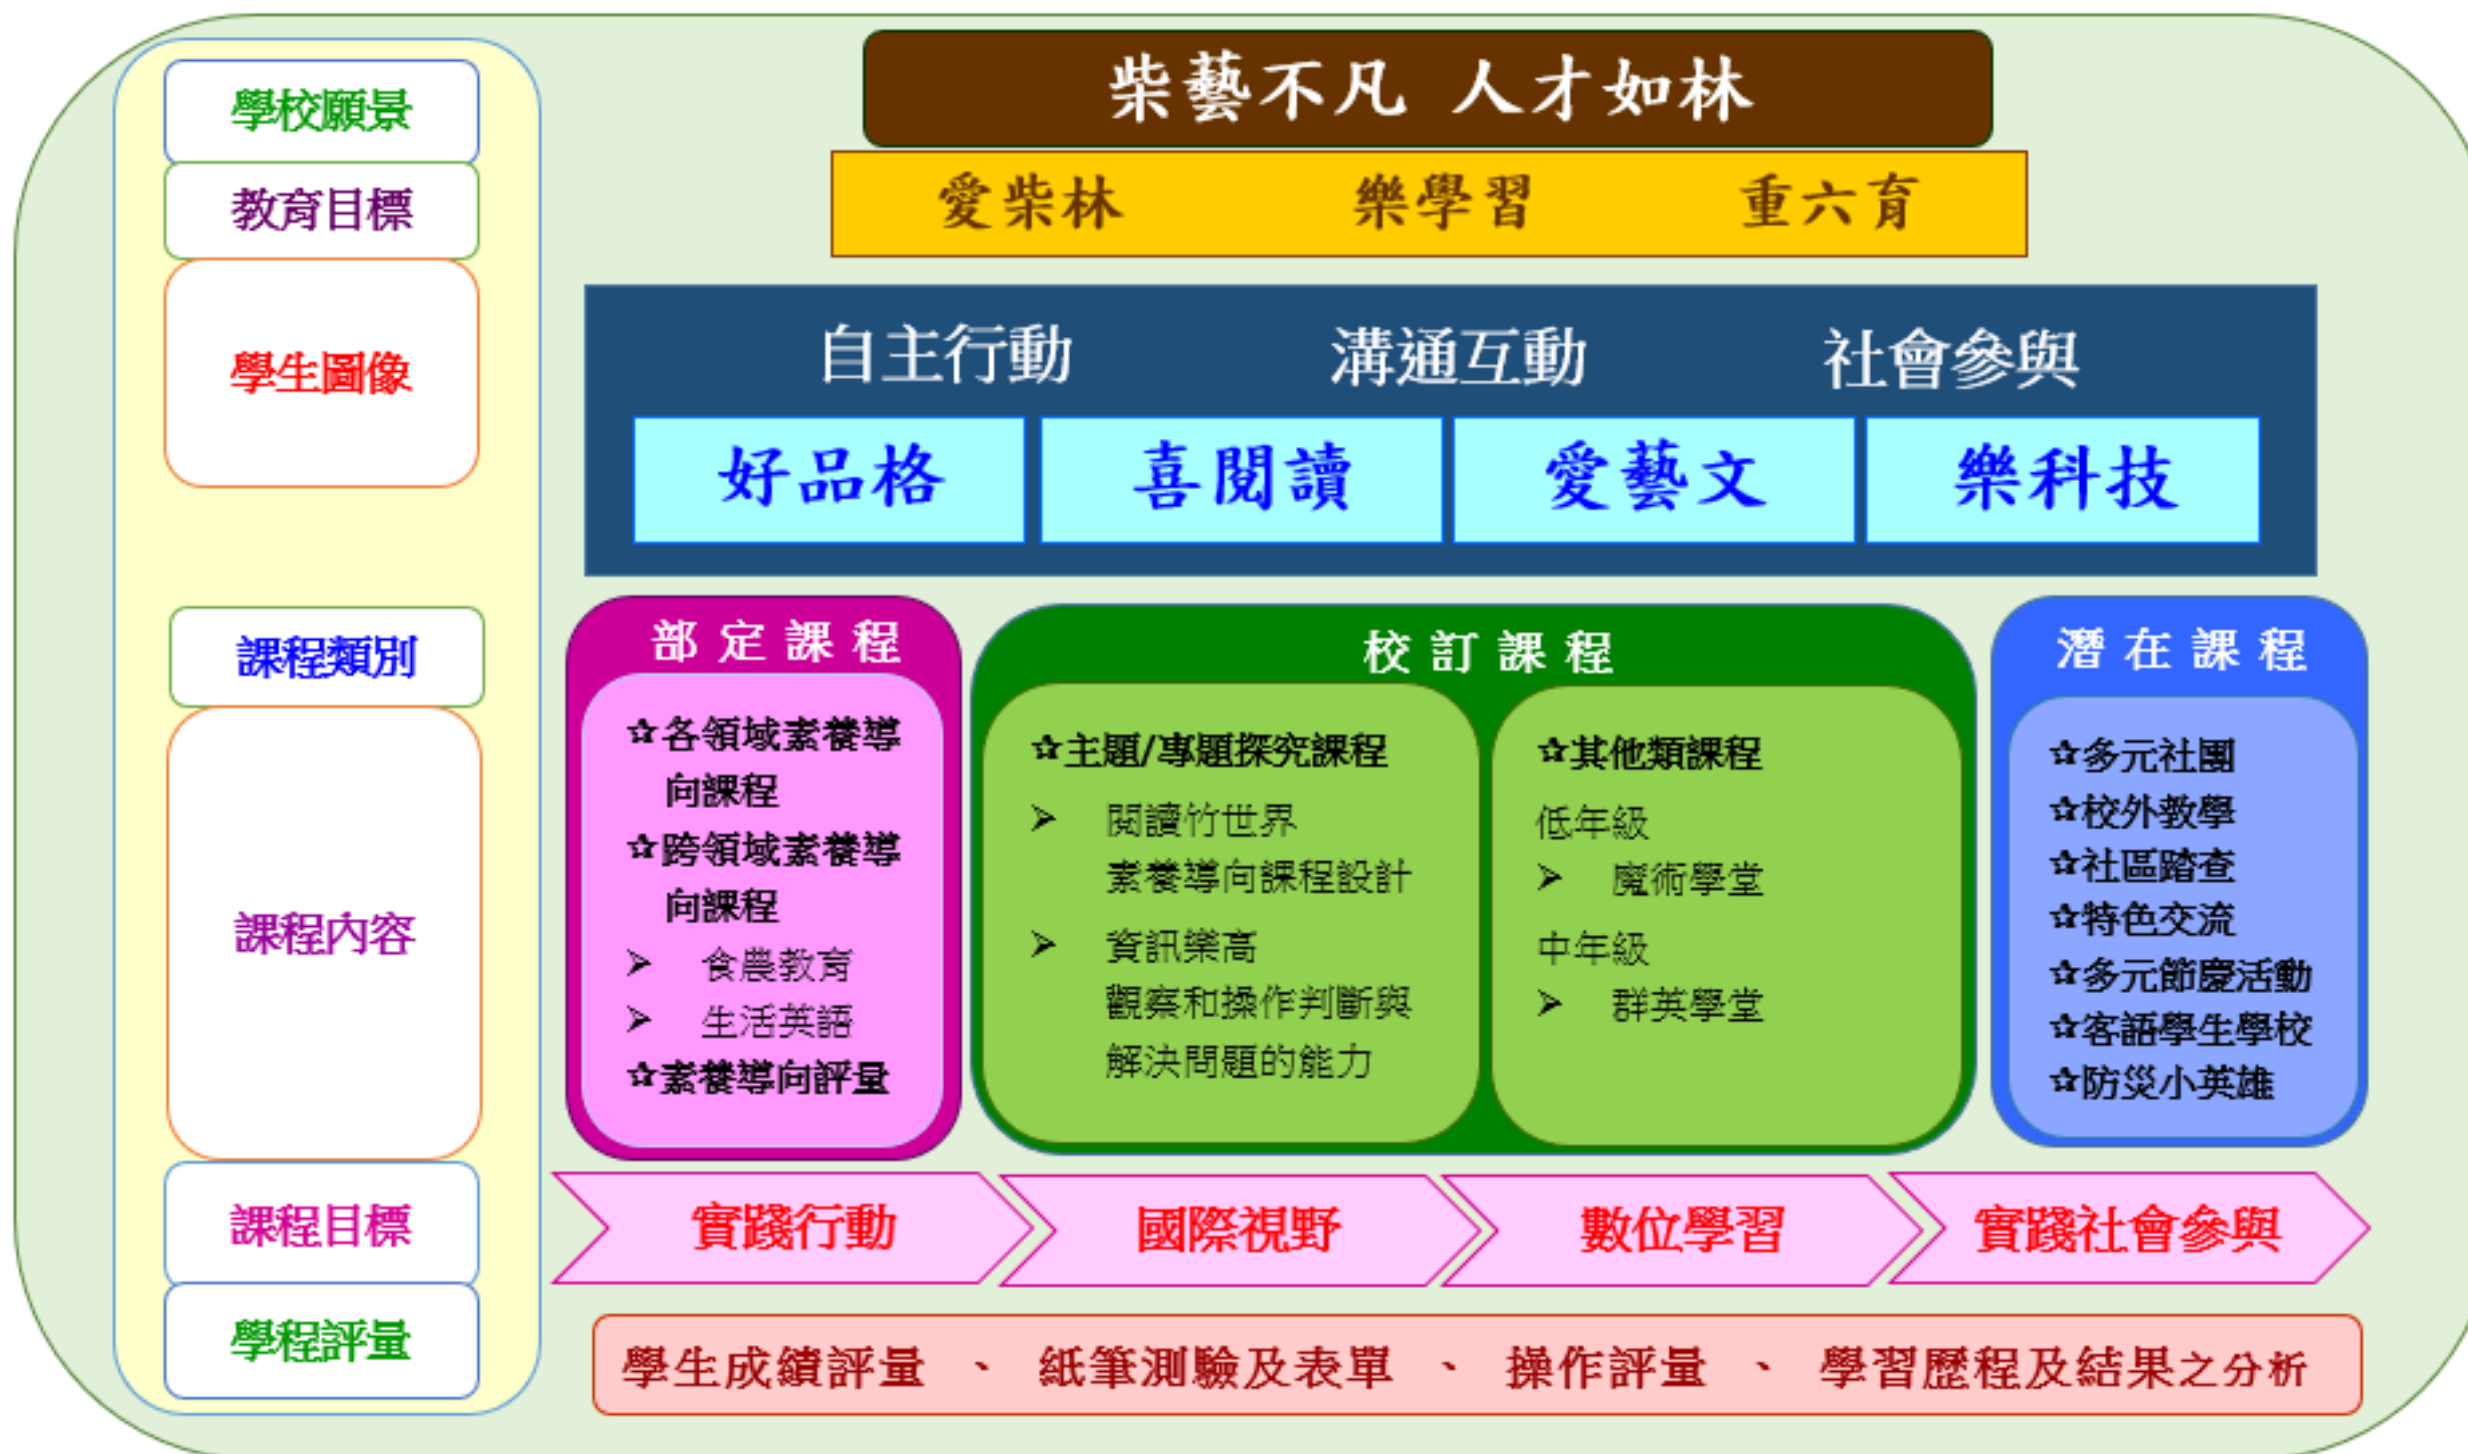 學校願景
柴藝不凡 人才如林
教育目標
愛柴林 樂學習 重六育
學生圖像
自主行動 溝通互動 社會參與
好品格 喜閱讀 愛藝文 樂科技
課程類別
部定課程
校訂課程
潛在課程
課程內容
☆各領域素養導
向課程
☆跨領域素養導
向課程
➢ 食農教育
➢ 生活英語
☆素養導向評量
☆主題/專題探究課程
➢ 閱讀竹世界
素養導向課程設計
➢ 資訊樂高
觀察和操作判斷與
解決問題的能力
☆其他類課程
低年級
➢ 魔術學堂
中年級
➢ 群英學堂
☆多元社團
☆校外教學
☆社區踏查
☆特色交流
☆多元節慶活動
☆客語學生學校
☆防災小英雄
課程目標
實踐行動 國際視野 數位學習 實踐社會參與
學程評量
學生成績評量 、 紙筆測驗及表單 、 操作評量 、 學習歷程及結果之分析